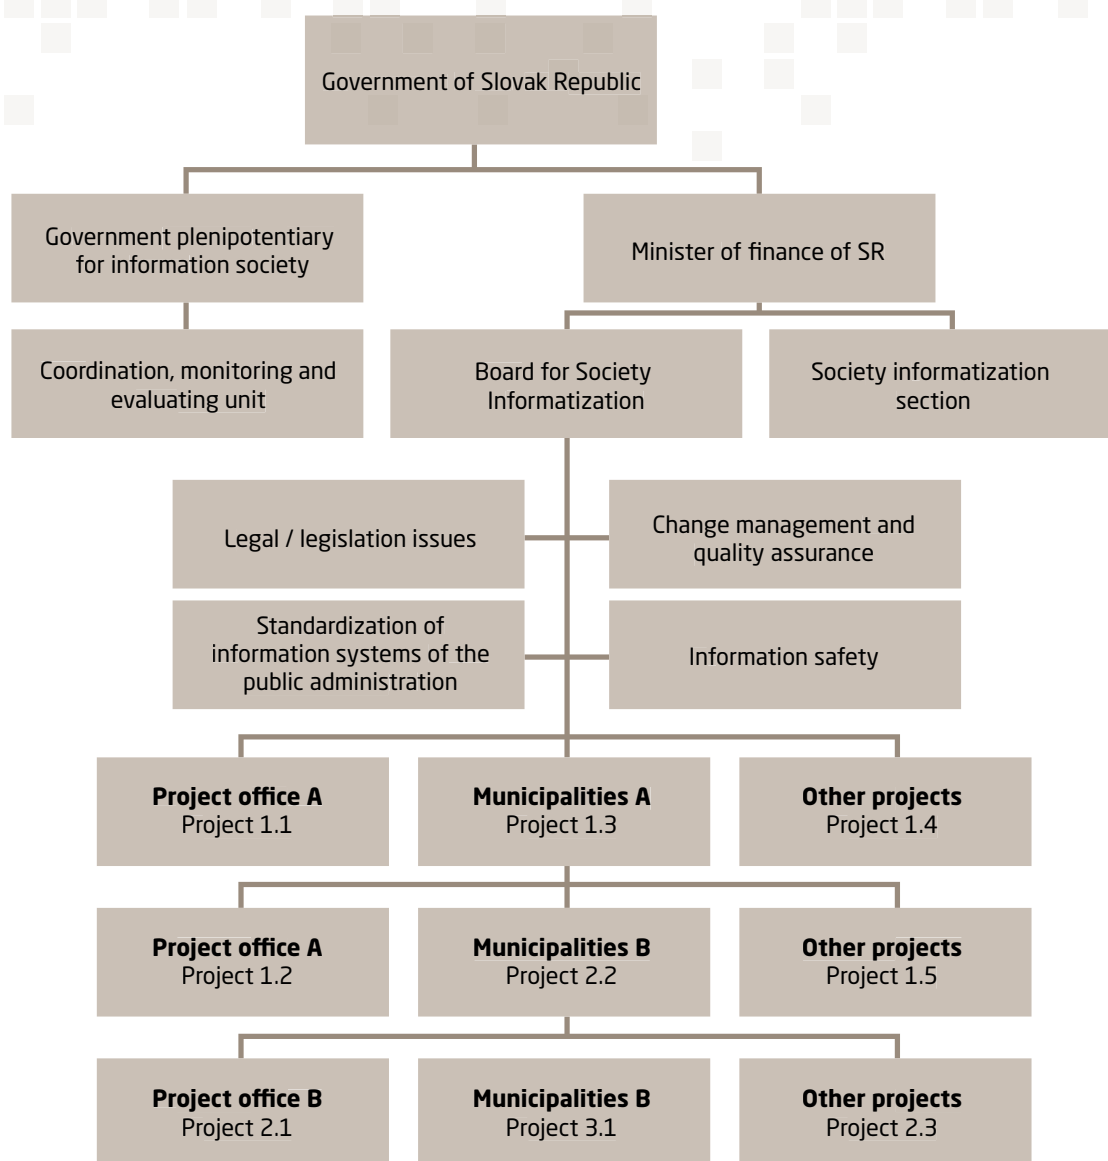 Government of Slovak Republic
Government plenipotentiary
for information society
Minister of finance of SR
Coordination, monitoring and
evaluating unit
Board for Society
Informatization
Society informatization
section
Legal / legislation issues
Change management and
quality assurance
Standardization of
information systems of the
public administration
Information safety
Project office A
Project 1.1
Municipalities A
Project 1.3
Other projects
Project 1.4
Project office A
Project 1.2
Municipalities B
Project 2.2
Other projects
Project 1.5
Project office B
Project 2.1
Municipalities B
Project 3.1
Other projects
Project 2.3